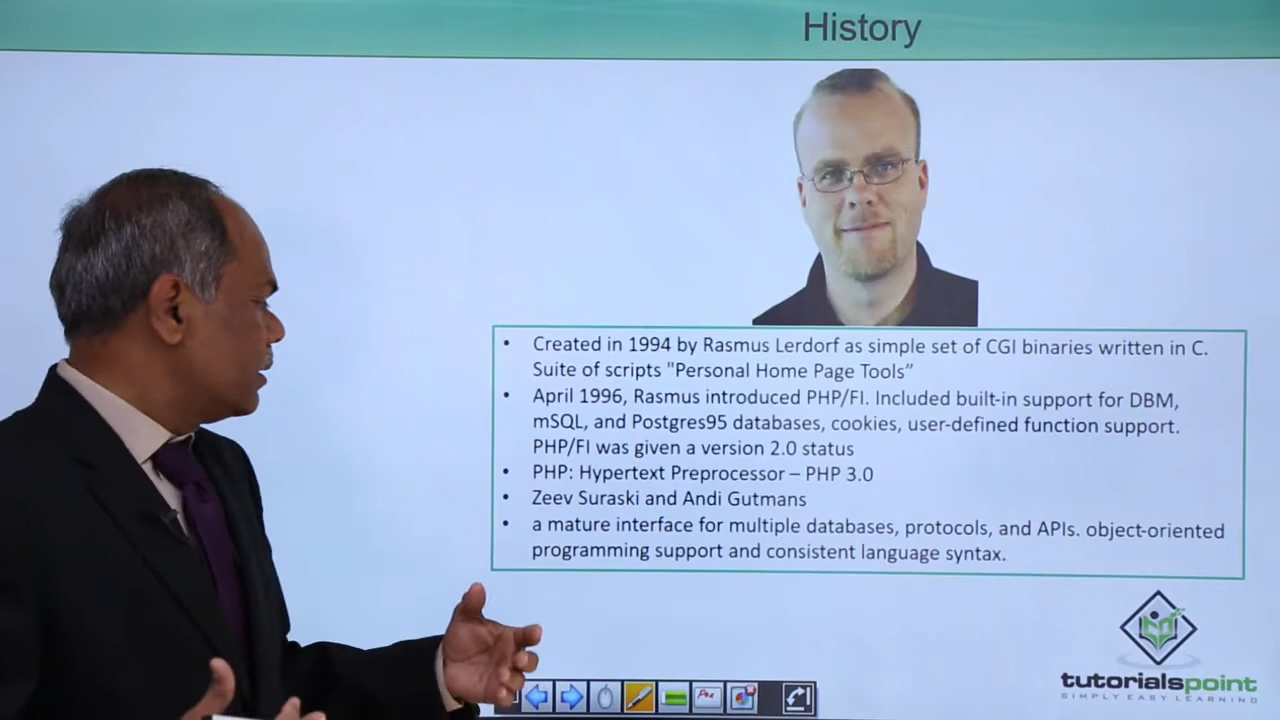 History
• Created in 1994 by Rasmus Lerdorf as simple set of CGI binaries written in C.
Suite of scripts "Personal Home Page Tools”
• April 1996, Rasmus introduced PHP/FI. Included built-in support for DBM,
mSQL, and Postgres95 databases, cookies, user-defined function support.
PHP/FI was given a version 2.0 status
• PHP: Hypertext Preprocessor – PHP 3.0
• Zeev Suraski and Andi Gutmans
• a mature interface for multiple databases, protocols, and APIs. object-oriented
programming support and consistent language syntax.
tutorialspoint
SIMPLY EASY LEARNING